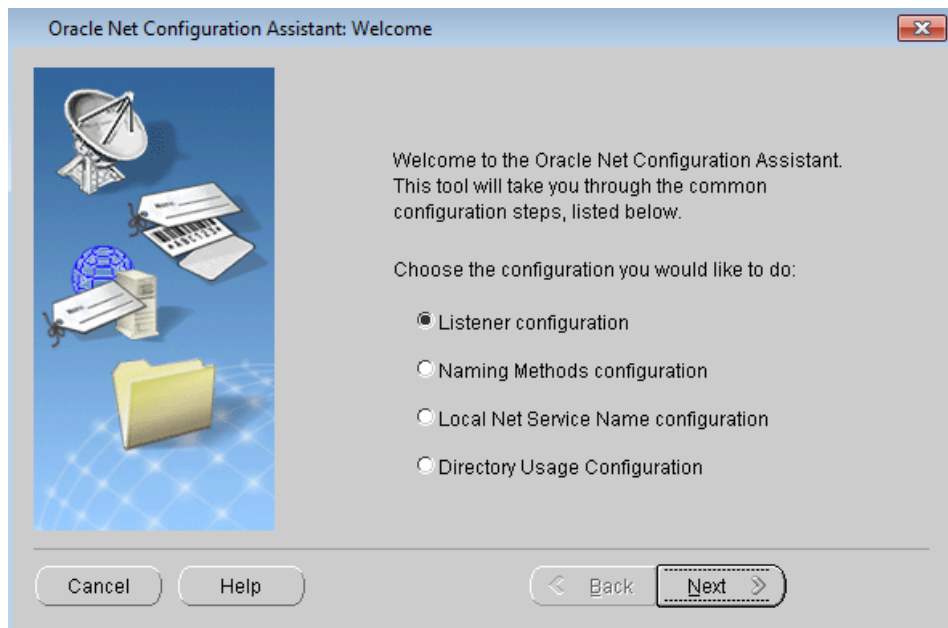 Oracle Net Configuration Assistant: Welcome
Welcome to the Oracle Net Configuration Assistant.
This tool will take you through the common
configuration steps, listed below.
Choose the configuration you would like to do:
Listener configuration
Naming Methods configuration
Local Net Service Name configuration
Directory Usage Configuration
Cancel
Help
Back
Next